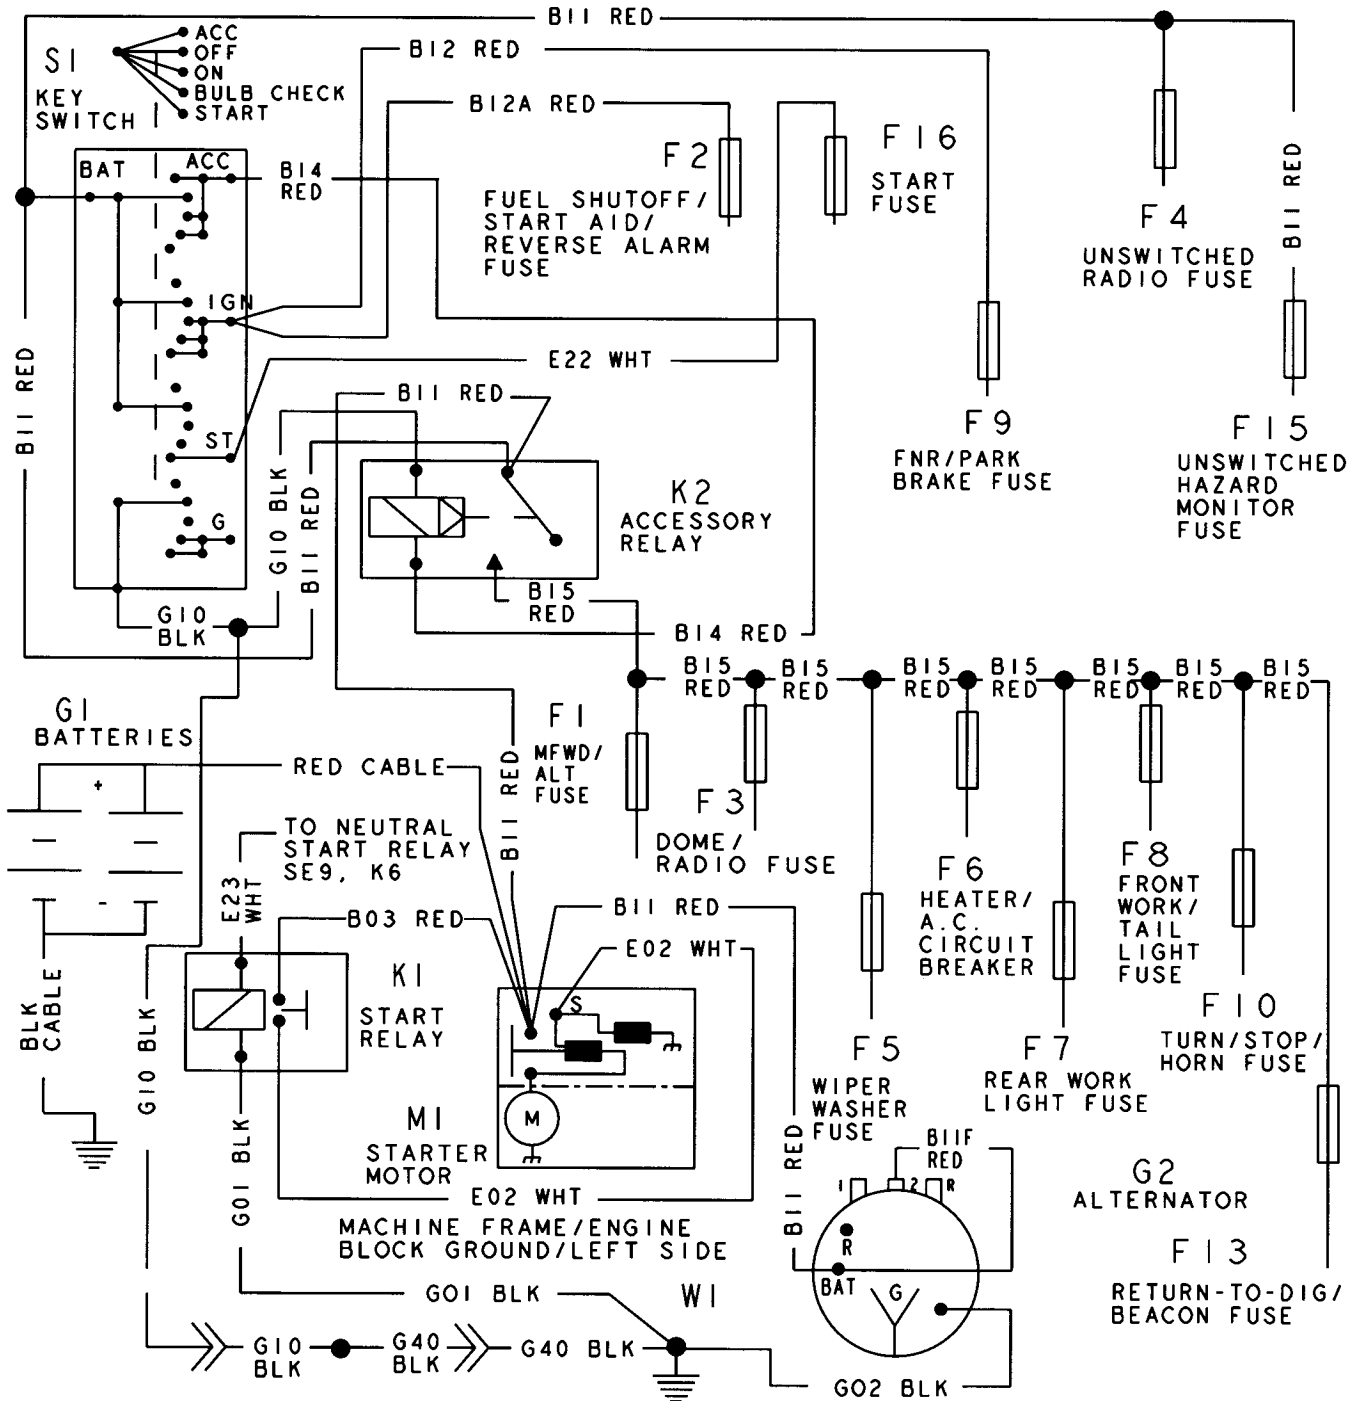 B11 RED
S1
KEY
SWITCH
ACC
OFF
ON
BULB CHECK
START
B12 RED
B12A RED
BAT
ACC
B14
RED
F2
FUEL SHUTOFF/
START AID/
REVERSE ALARM
FUSE
F16
START
FUSE
F4
UNSWITCHED
RADIO FUSE
B11 RED
IGN
E22 WHT
B11 RED
B11 RED
F9
FNR/PARK
BRAKE FUSE
F15
UNSWITCHED
HAZARD
MONITOR
FUSE
ST
G
G10 BLK
B11 RED
K2
ACCESSORY
RELAY
B15
RED
G10
BLK
B14 RED
B15
RED
B15
RED
B15
RED
B15
RED
B15
RED
B15
RED
B15
RED
G1
BATTERIES
+
-
RED CABLE
B11 RED
F1
MFWD/
ALT
FUSE
F3
DOME/
RADIO FUSE
TO NEUTRAL
START RELAY
SE9, K6
E23
WHT
B03 RED
B11 RED
E02 WHT
F6
HEATER/
A.C.
CIRCUIT
BREAKER
F8
FRONT
WORK/
TAIL
LIGHT
FUSE
K1
START
RELAY
BLK
CABLE
G10 BLK
S
M
M1
STARTER
MOTOR
F5
WIPER
WASHER
FUSE
F7
REAR WORK
LIGHT FUSE
F10
TURN/STOP/
HORN FUSE
G01 BLK
E02 WHT
B11 RED
B11F
RED
1
2
R
R
BAT
G
G2
ALTERNATOR
MACHINE FRAME/ENGINE
BLOCK GROUND/LEFT SIDE
W1
F13
RETURN-TO-DIG/
BEACON FUSE
G01 BLK
G10
BLK
G40
BLK
G40 BLK
G02 BLK